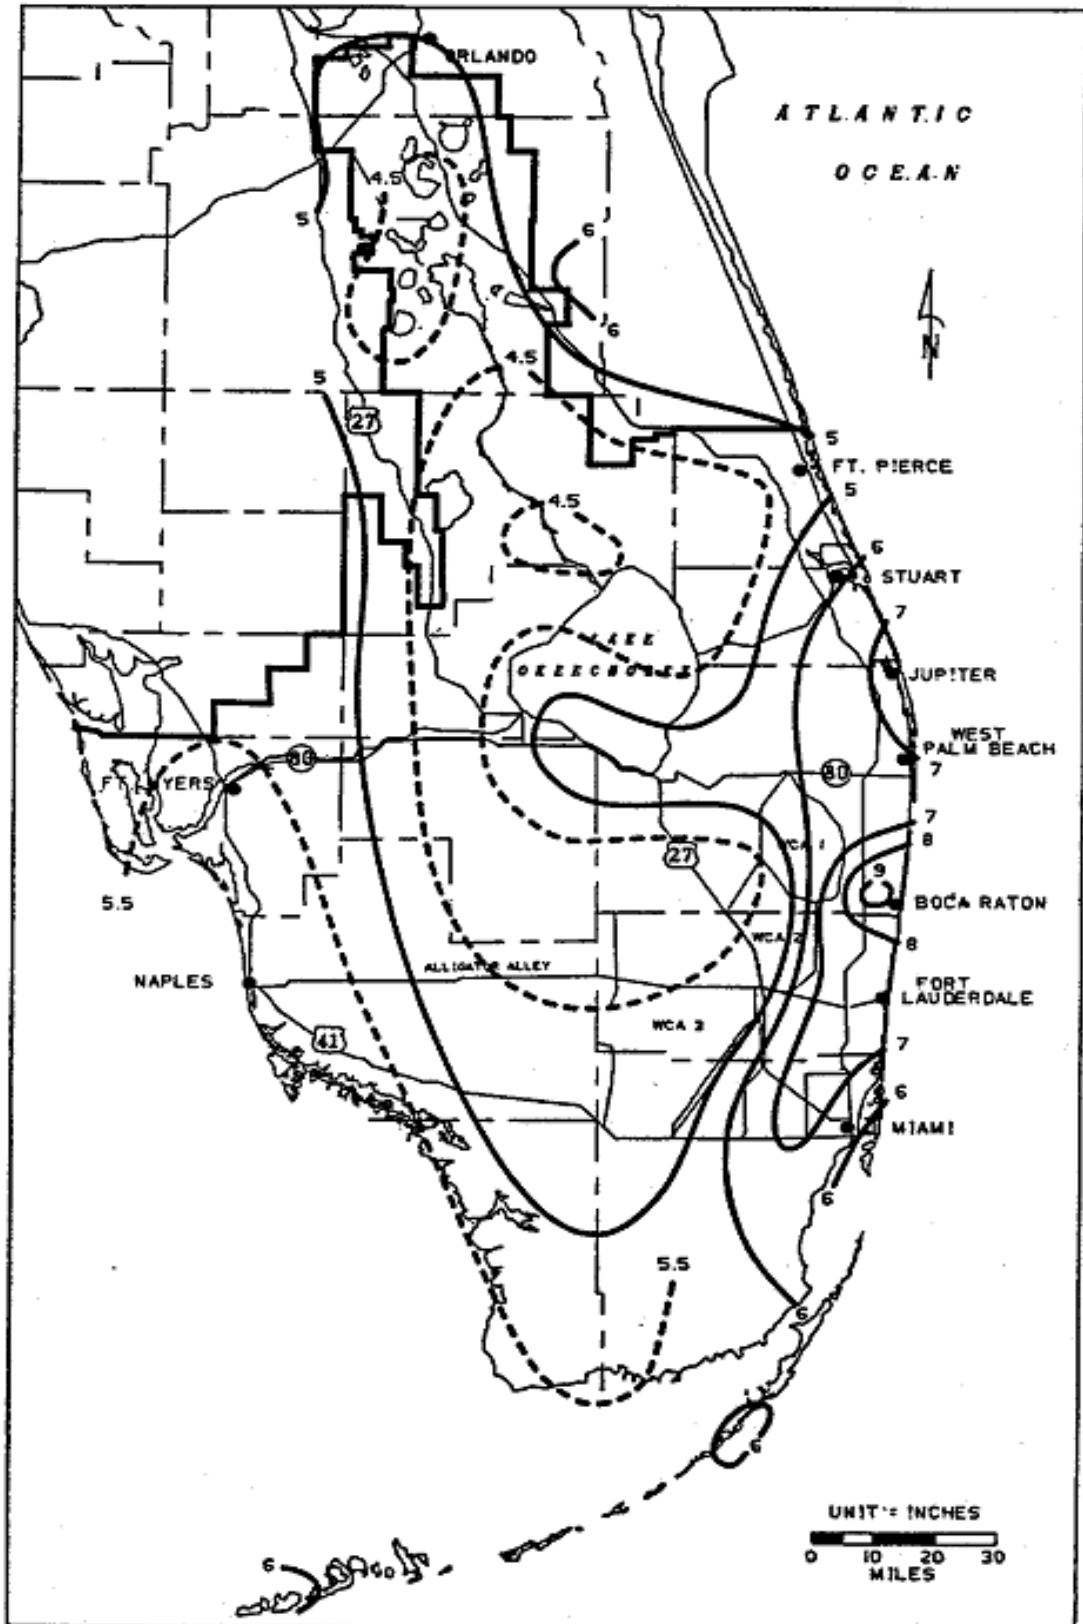 ORLANDO
ATLANTIC
OCEAN
4.5
5
6
6
N
4.5
5
27
5
FT. PIERCE
5
4.5
6
STUART
7
LAKE
OKEECHOBEE
JUPITER
WEST
PALM BEACH
7
80
80
FT. MYERS
7
8
WCA 1
27
9
5.5
BOCA RATON
WCA 2
8
ALLIGATOR ALLEY
NAPLES
FORT
LAUDERDALE
WCA 3
41
7
6
MIAMI
6
5.5
6
6
UNIT = INCHES
0 10 20 30
MILES
6